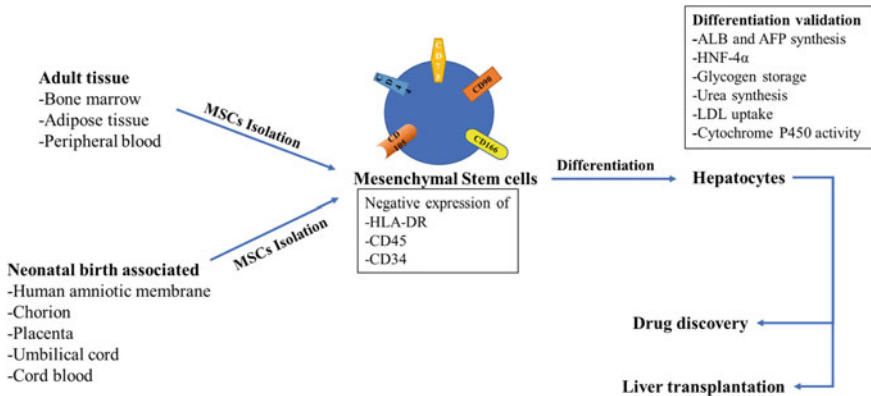 Adult tissue
-Bone marrow
-Adipose tissue
-Peripheral blood
MSCs Isolation
Neonatal birth associated
-Human amniotic membrane
-Chorion
-Placenta
-Umbilical cord
-Cord blood
MSCs Isolation
CD73
CD44
CD90
CD
105
CD166
Mesenchymal Stem cells
Negative expression of
-HLA-DR
-CD45
-CD34
Differentiation
Differentiation validation
-ALB and AFP synthesis
-HNF-4α
-Glycogen storage
-Urea synthesis
-LDL uptake
-Cytochrome P450 activity
Hepatocytes
Drug discovery
Liver transplantation